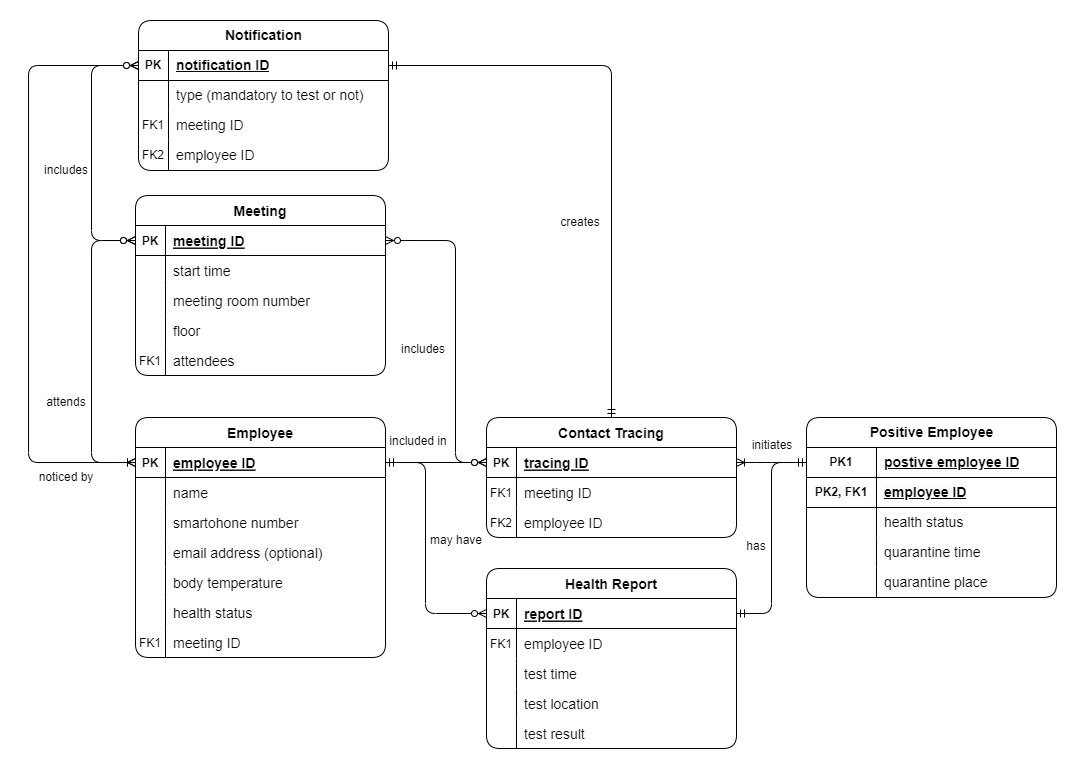 Notification
PK notification ID
type (mandatory to test or not)
FK1 meeting ID
FK2 employee ID
includes
Meeting
PK meeting ID
start time
meeting room number
floor
FK1 attendees
creates
includes
attends
noticed by
Employee
PK employee ID
name
smartohone number
email address (optional)
body temperature
health status
FK1 meeting ID
included in
may have
Contact Tracing
PK tracing ID
FK1 meeting ID
FK2 employee ID
initiates
has
Positive Employee
PK1 postive employee ID
PK2, FK1 employee ID
health status
quarantine time
quarantine place
Health Report
PK report ID
FK1 employee ID
test time
test location
test result